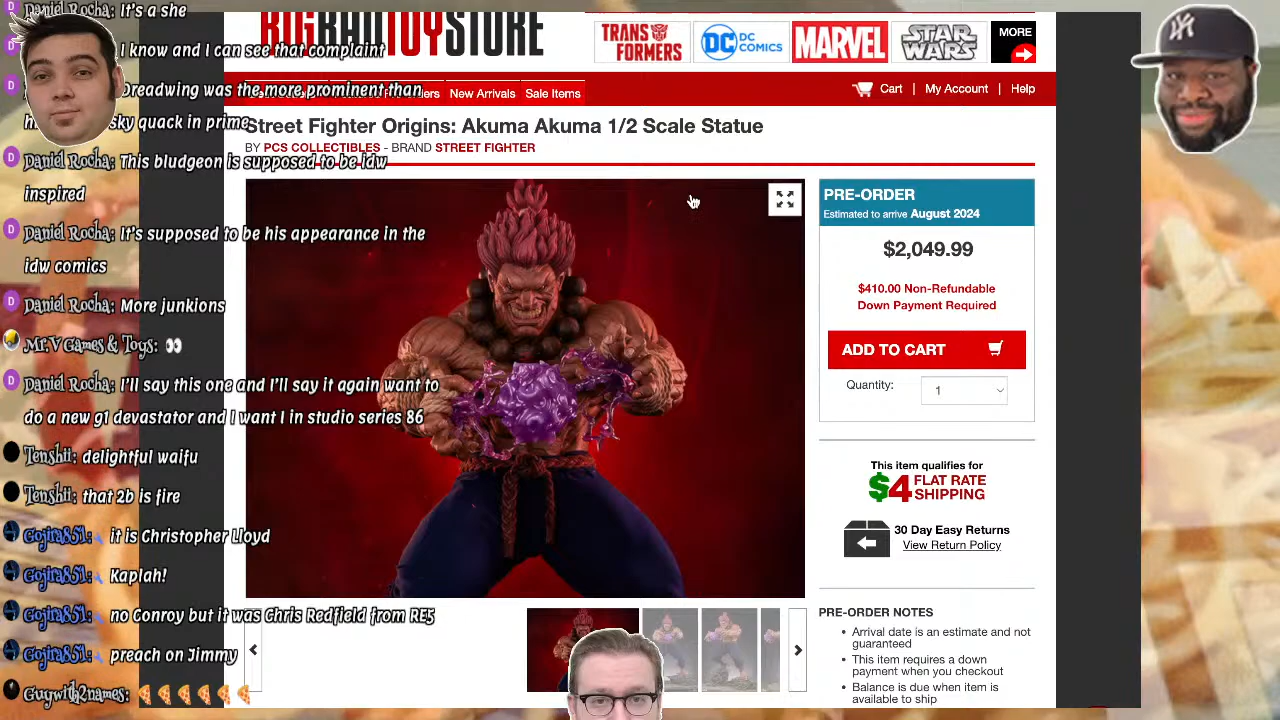 Daniel Rocha: It's a she
I know and I can see that complaint
Dreadwing was the more prominent than
sky quack in prime
Daniel Rocha: This bludgeon is supposed to be idw
inspired
Daniel Rocha: It's supposed to be his appearance in the
idw comics
Daniel Rocha: More junkions
Mr.V Games & Toys: 👀
Daniel Rocha: I'll say this one and I'll say it again want to
do a new g1 devastator and I want 1 in studio series 86
Tenshii: delightful waifu
Tenshii: that 2b is fire
Gojira851: it is Christopher Lloyd
Gojira851: Kaplah!
Gojira851: no Conroy but it was Chris Redfield from RE5
Gojira851: preach on Jimmy
Guywith2names: 🍕🍕🍕🍕🍕🍕
BIGBADTOYSTORE
TRANSFORMERS
DC DC COMICS
MARVEL
STAR WARS
MORE
New Arrivals
Sale Items
Cart | My Account | Help
Street Fighter Origins: Akuma Akuma 1/2 Scale Statue
BY PCS COLLECTIBLES - BRAND STREET FIGHTER
PRE-ORDER
Estimated to arrive August 2024
$2,049.99
$410.00 Non-Refundable
Down Payment Required
ADD TO CART
Quantity: 1
This item qualifies for
$4 FLAT RATE
SHIPPING
30 Day Easy Returns
View Return Policy
PRE-ORDER NOTES
• Arrival date is an estimate and not
guaranteed
• This item requires a down
payment when you checkout
• Balance is due when item is
available to ship